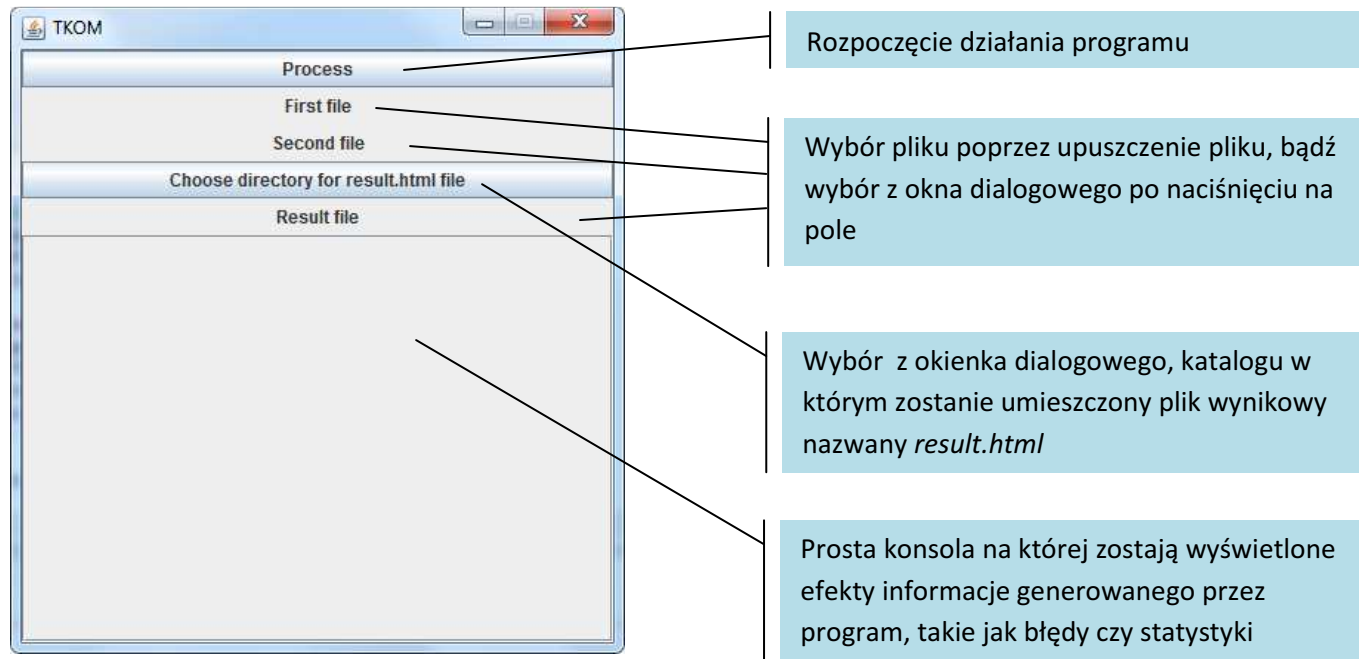 TKOM
Process
First file
Second file
Choose directory for result.html file
Result file
Rozpoczęcie działania programu
Wybór pliku poprzez upuszczenie pliku, bądź
wybór z okna dialogowego po naciśnięciu na
pole
Wybór z okienka dialogowego, katalogu w
którym zostanie umieszczony plik wynikowy
nazwany result.html
Prosta konsola na której zostają wyświetlone
efekty informacje generowanego przez
program, takie jak błędy czy statystyki